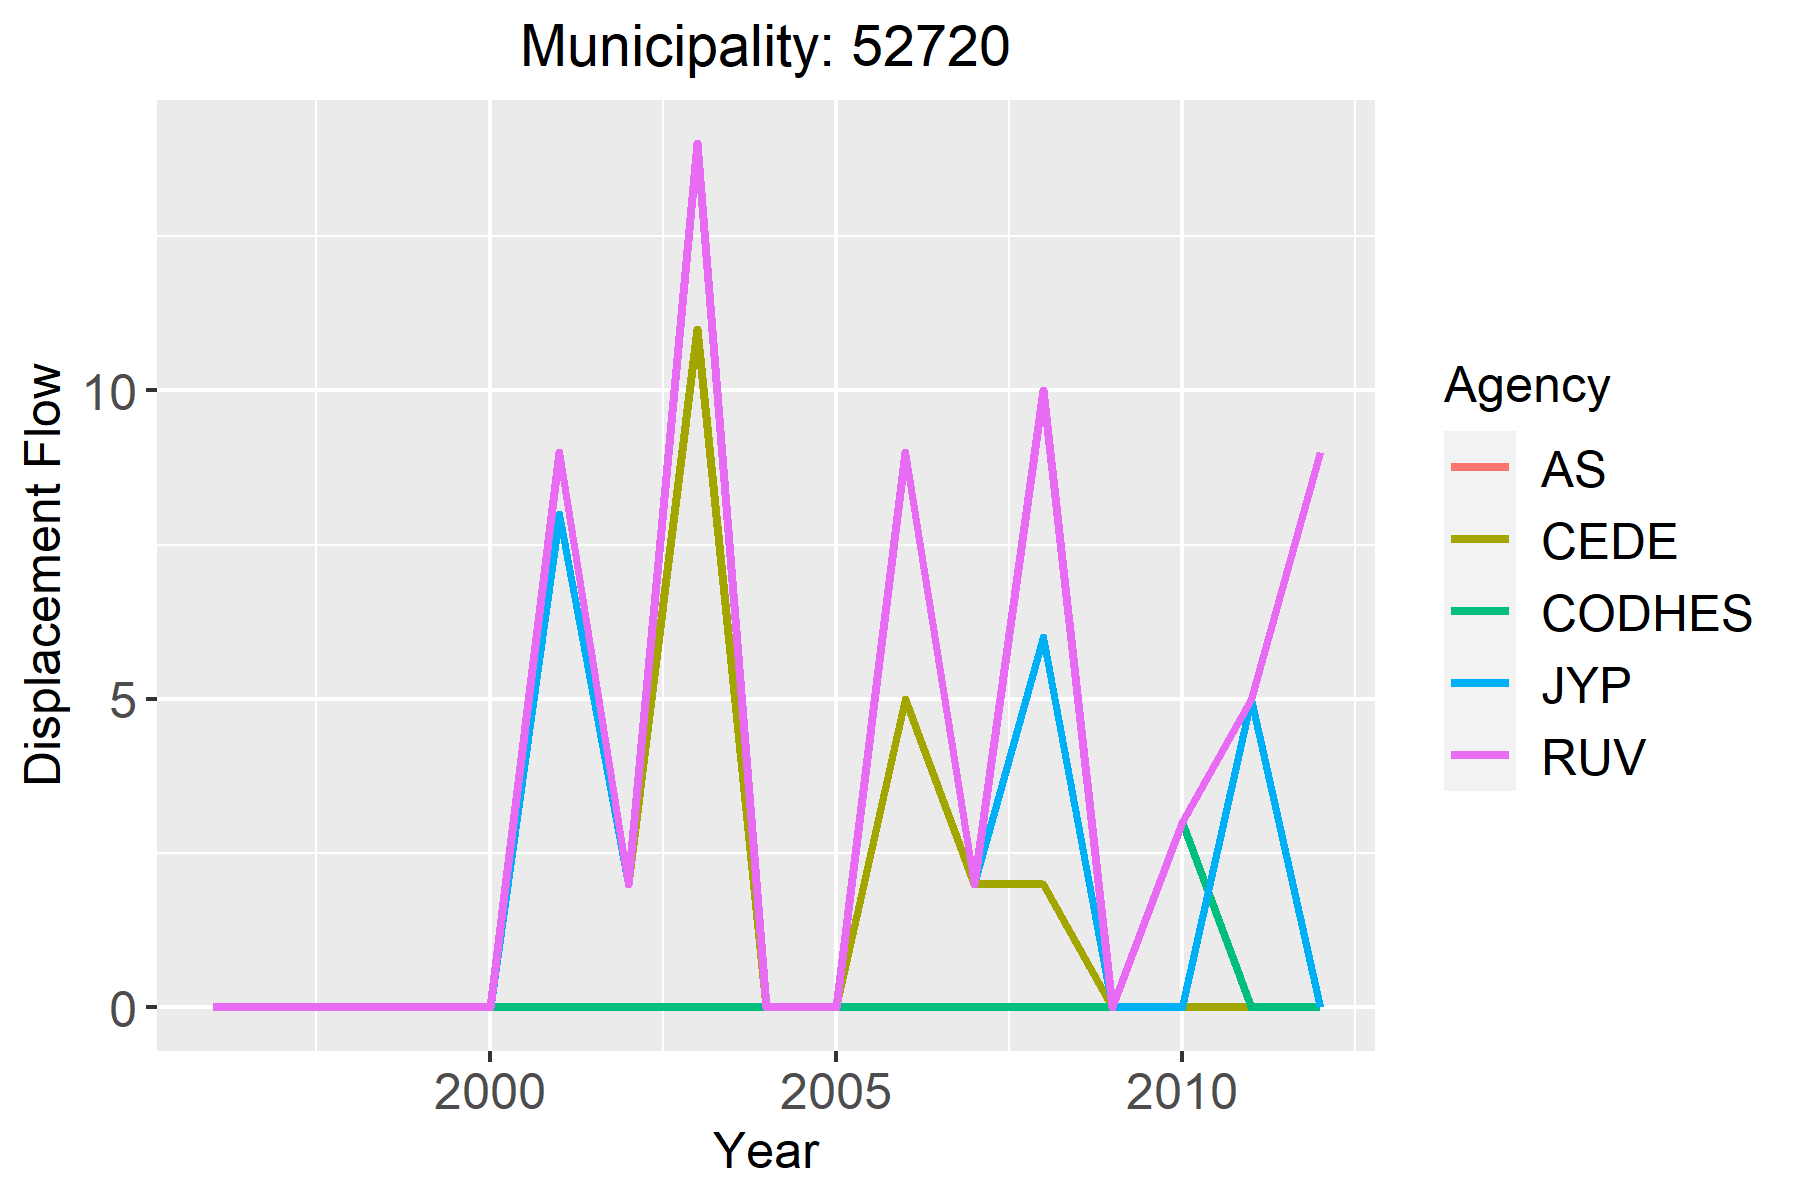 Municipality: 52720
Displacement Flow
10
5
0
2000 2005 2010
Year
Agency
AS
CEDE
CODHES
JYP
RUV